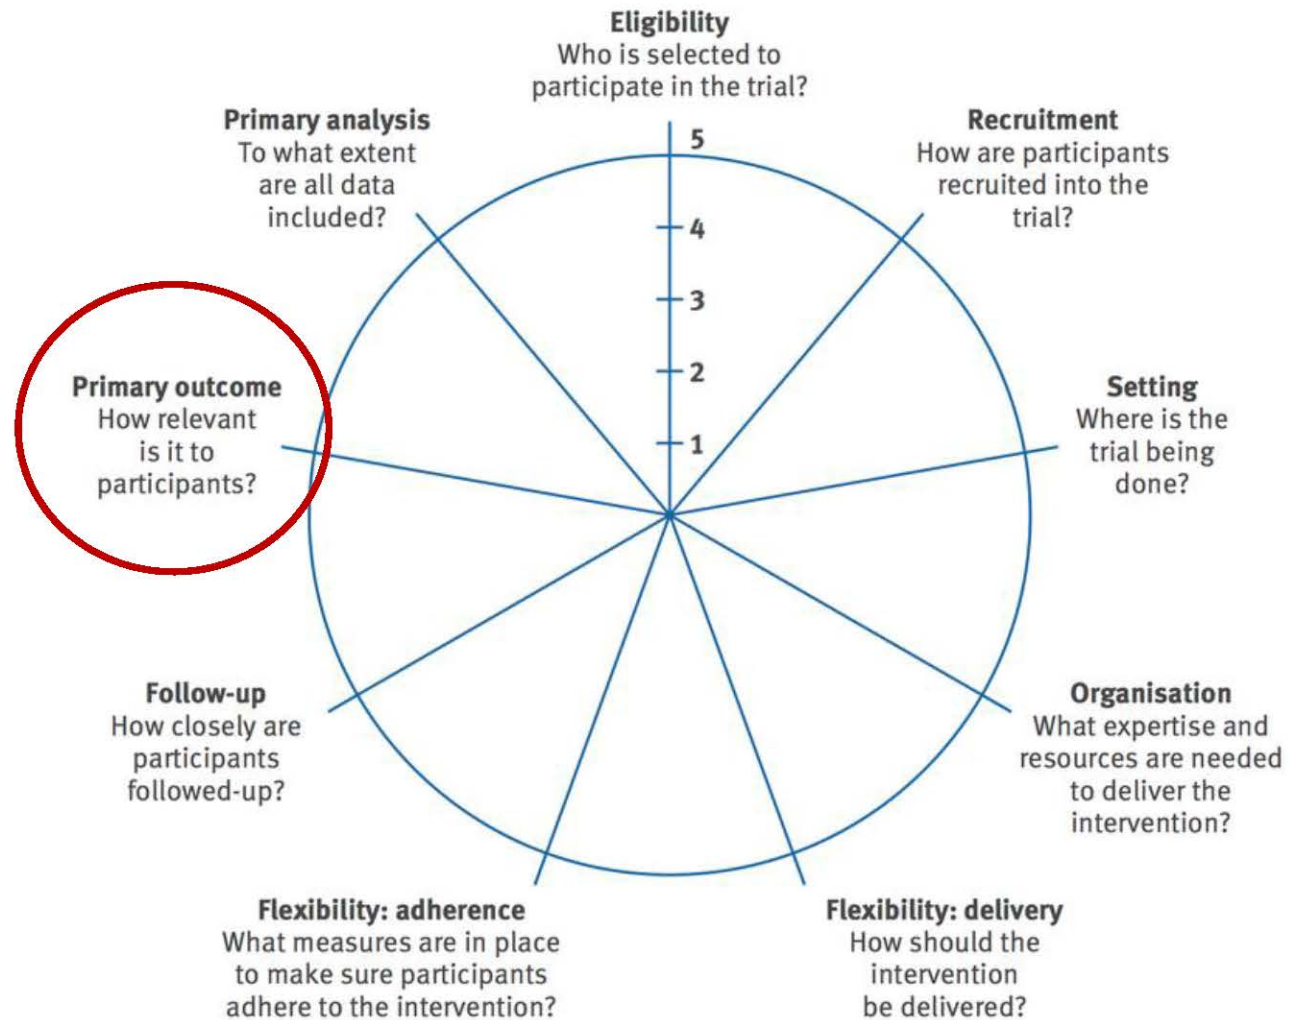 Eligibility
Who is selected to
participate in the trial?
Primary analysis
To what extent
are all data
included?
Recruitment
How are participants
recruited into the
trial?
5
4
3
2
1
Primary outcome
How relevant
is it to
participants?
Setting
Where is the
trial being
done?
Follow-up
How closely are
participants
followed-up?
Organisation
What expertise and
resources are needed
to deliver the
intervention?
Flexibility: adherence
What measures are in place
to make sure participants
adhere to the intervention?
Flexibility: delivery
How should the
intervention
be delivered?